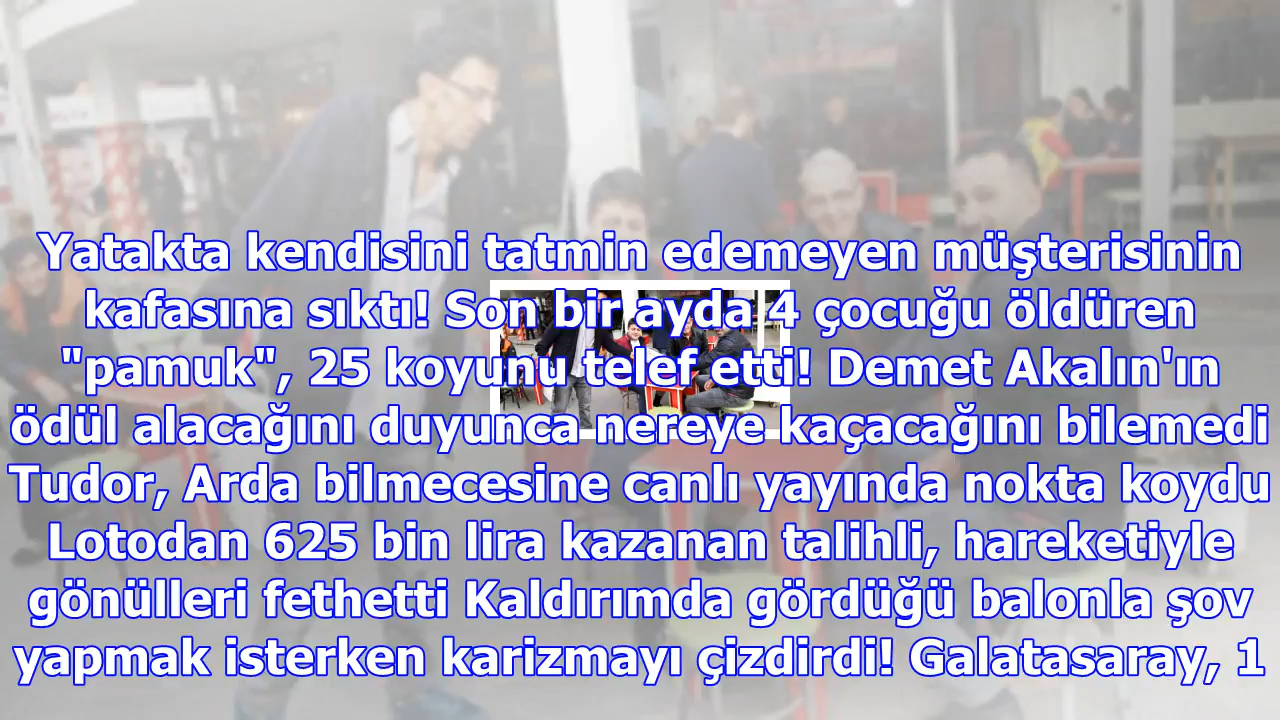 Yatakta kendisini tatmin edemeyen müşterisinin
kafasına sıktı! Son bir ayda 4 çocuğu öldüren
"pamuk", 25 koyunu telef etti! Demet Akalın'ın
ödül alacağını duyunca nereye kaçacağını bilemedi
Tudor, Arda bilmecesine canlı yayında nokta koydu
Lotodan 625 bin lira kazanan talihli, hareketiyle
gönülleri fethetti Kaldırımda gördüğü balonla şov
yapmak isterken karizmayı çizdirdi! Galatasaray, 1